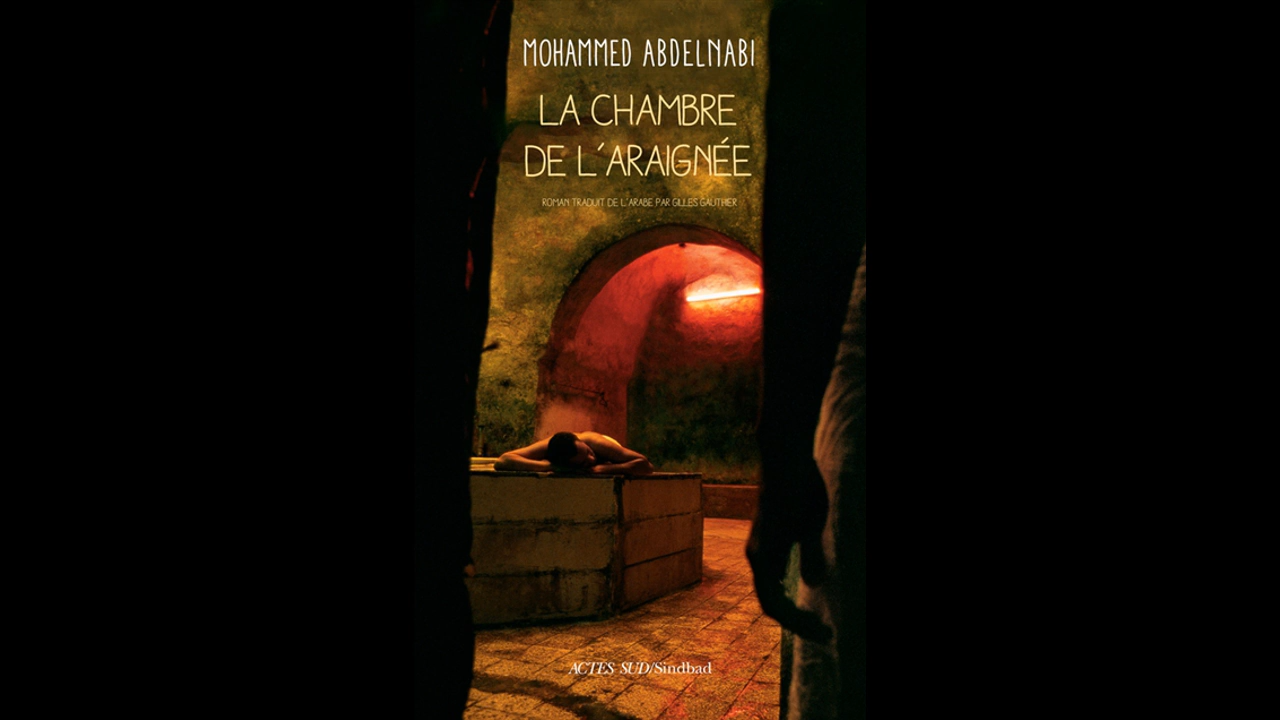 MOHAMMED ABDELNABI
LA CHAMBRE
DE L'ARAIGNÉE
ROMAN TRADUIT DE L'ARABE PAR GILLES GAUTHIER
ACTES SUD/Sindbad